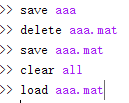 >> save aaa
>> delete aaa.mat
>> save aaa.mat
>> clear all
>> load aaa.mat